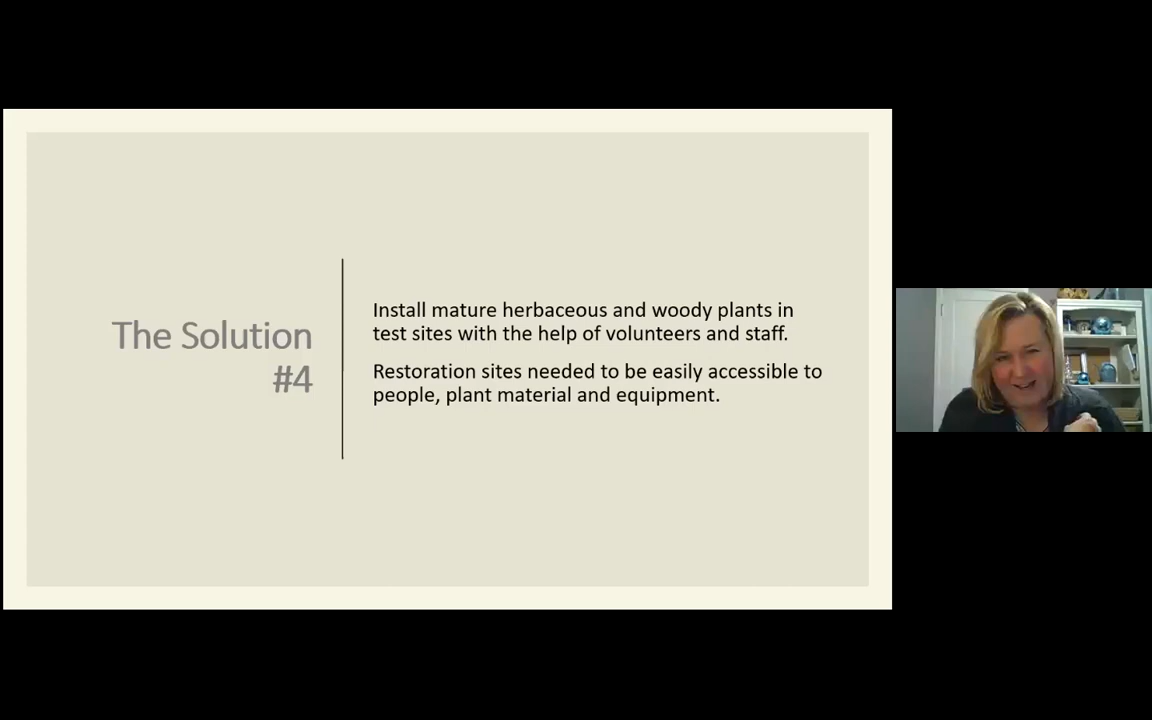 The Solution
#4
Install mature herbaceous and woody plants in
test sites with the help of volunteers and staff.
Restoration sites needed to be easily accessible to
people, plant material and equipment.